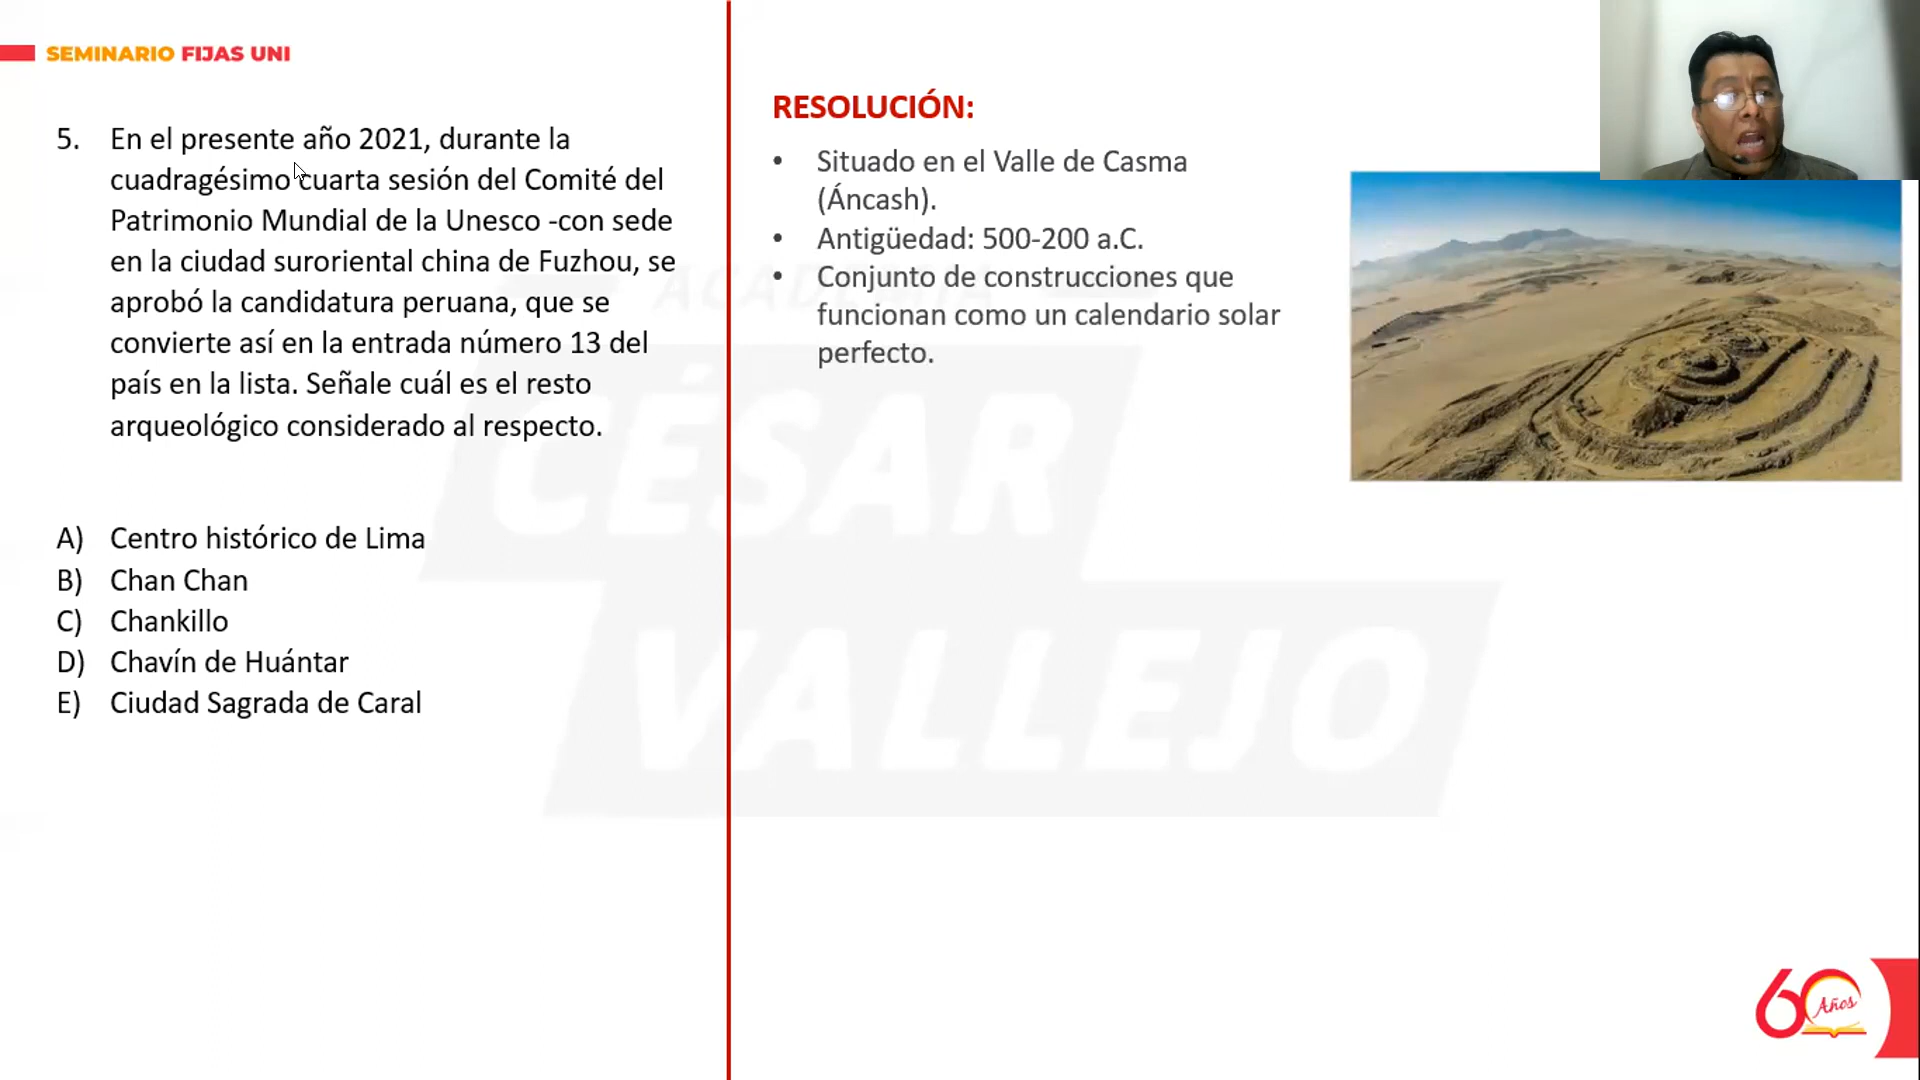 SEMINARIO FIJAS UNI
5. En el presente año 2021, durante la
cuadragésimo cuarta sesión del Comité del
Patrimonio Mundial de la Unesco -con sede
en la ciudad suroriental china de Fuzhou, se
aprobó la candidatura peruana, que se
convierte así en la entrada número 13 del
país en la lista. Señale cuál es el resto
arqueológico considerado al respecto.
A) Centro histórico de Lima
B) Chan Chan
C) Chankillo
D) Chavín de Huántar
E) Ciudad Sagrada de Caral
RESOLUCIÓN:
• Situado en el Valle de Casma
(Áncash).
• Antigüedad: 500-200 a.C.
• Conjunto de construcciones que
funcionan como un calendario solar
perfecto.
ACADEMIA
CÉSAR
VALLEJO
60 Años